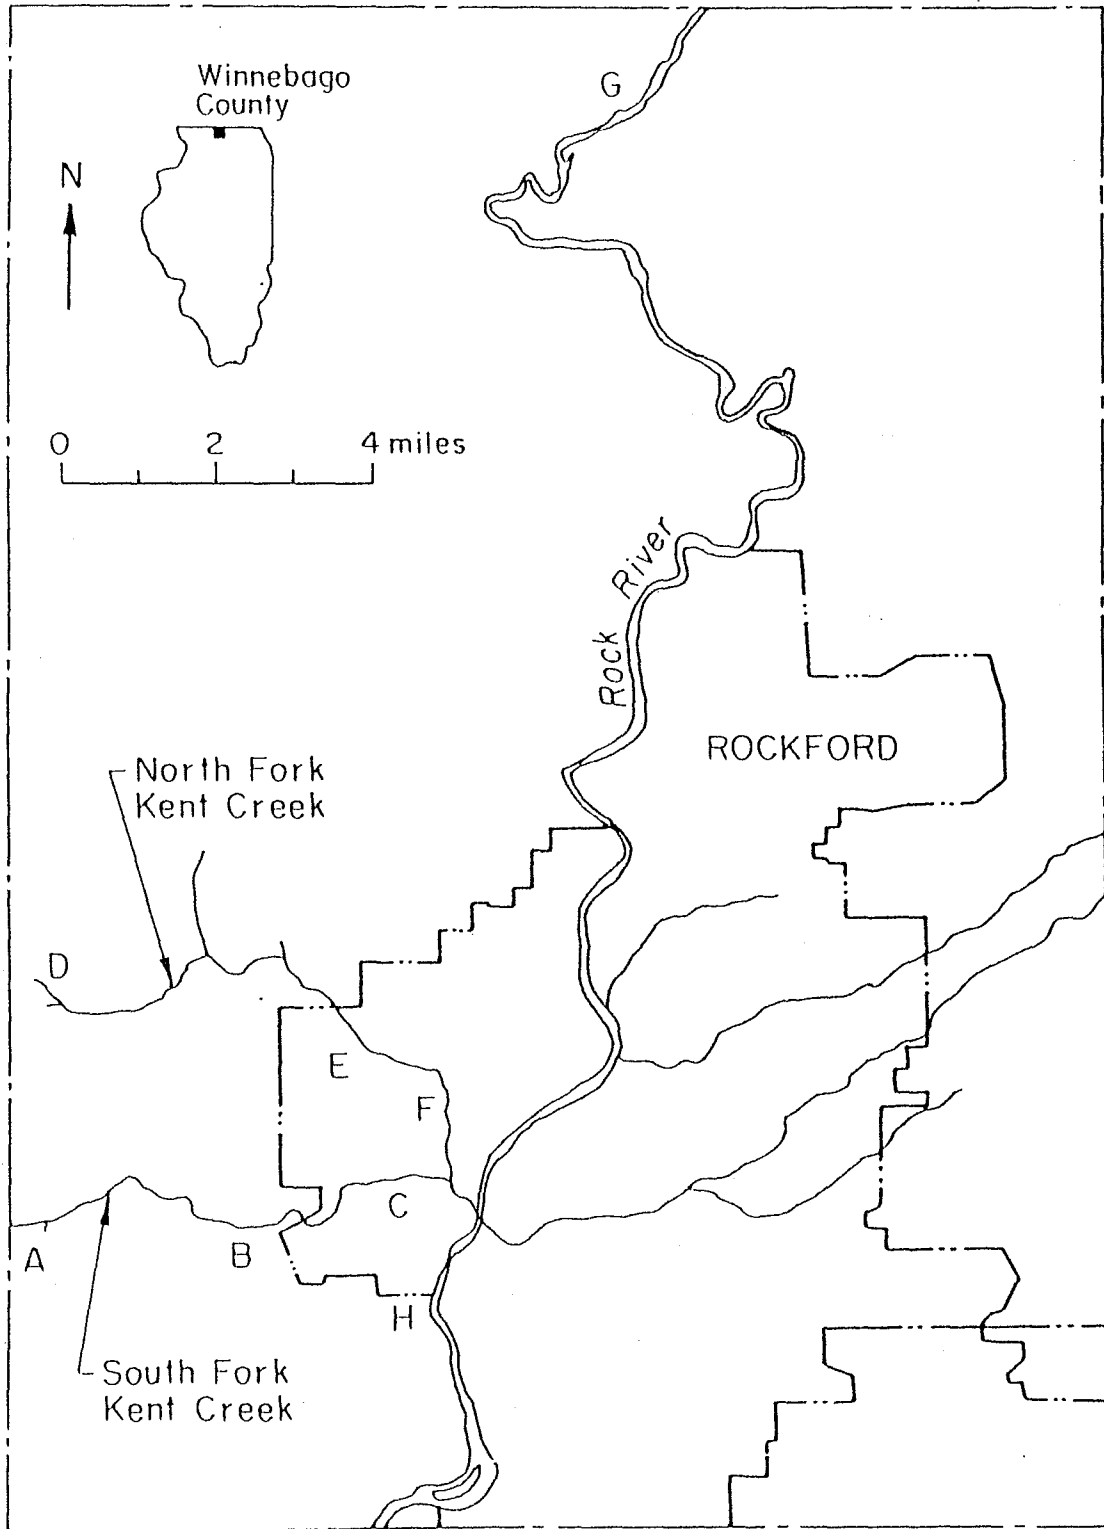 Winnebago
County
G
N
0 2 4 miles
Rock River
ROCKFORD
North Fork
Kent Creek
D
E
F
C
A
B
H
South Fork
Kent Creek